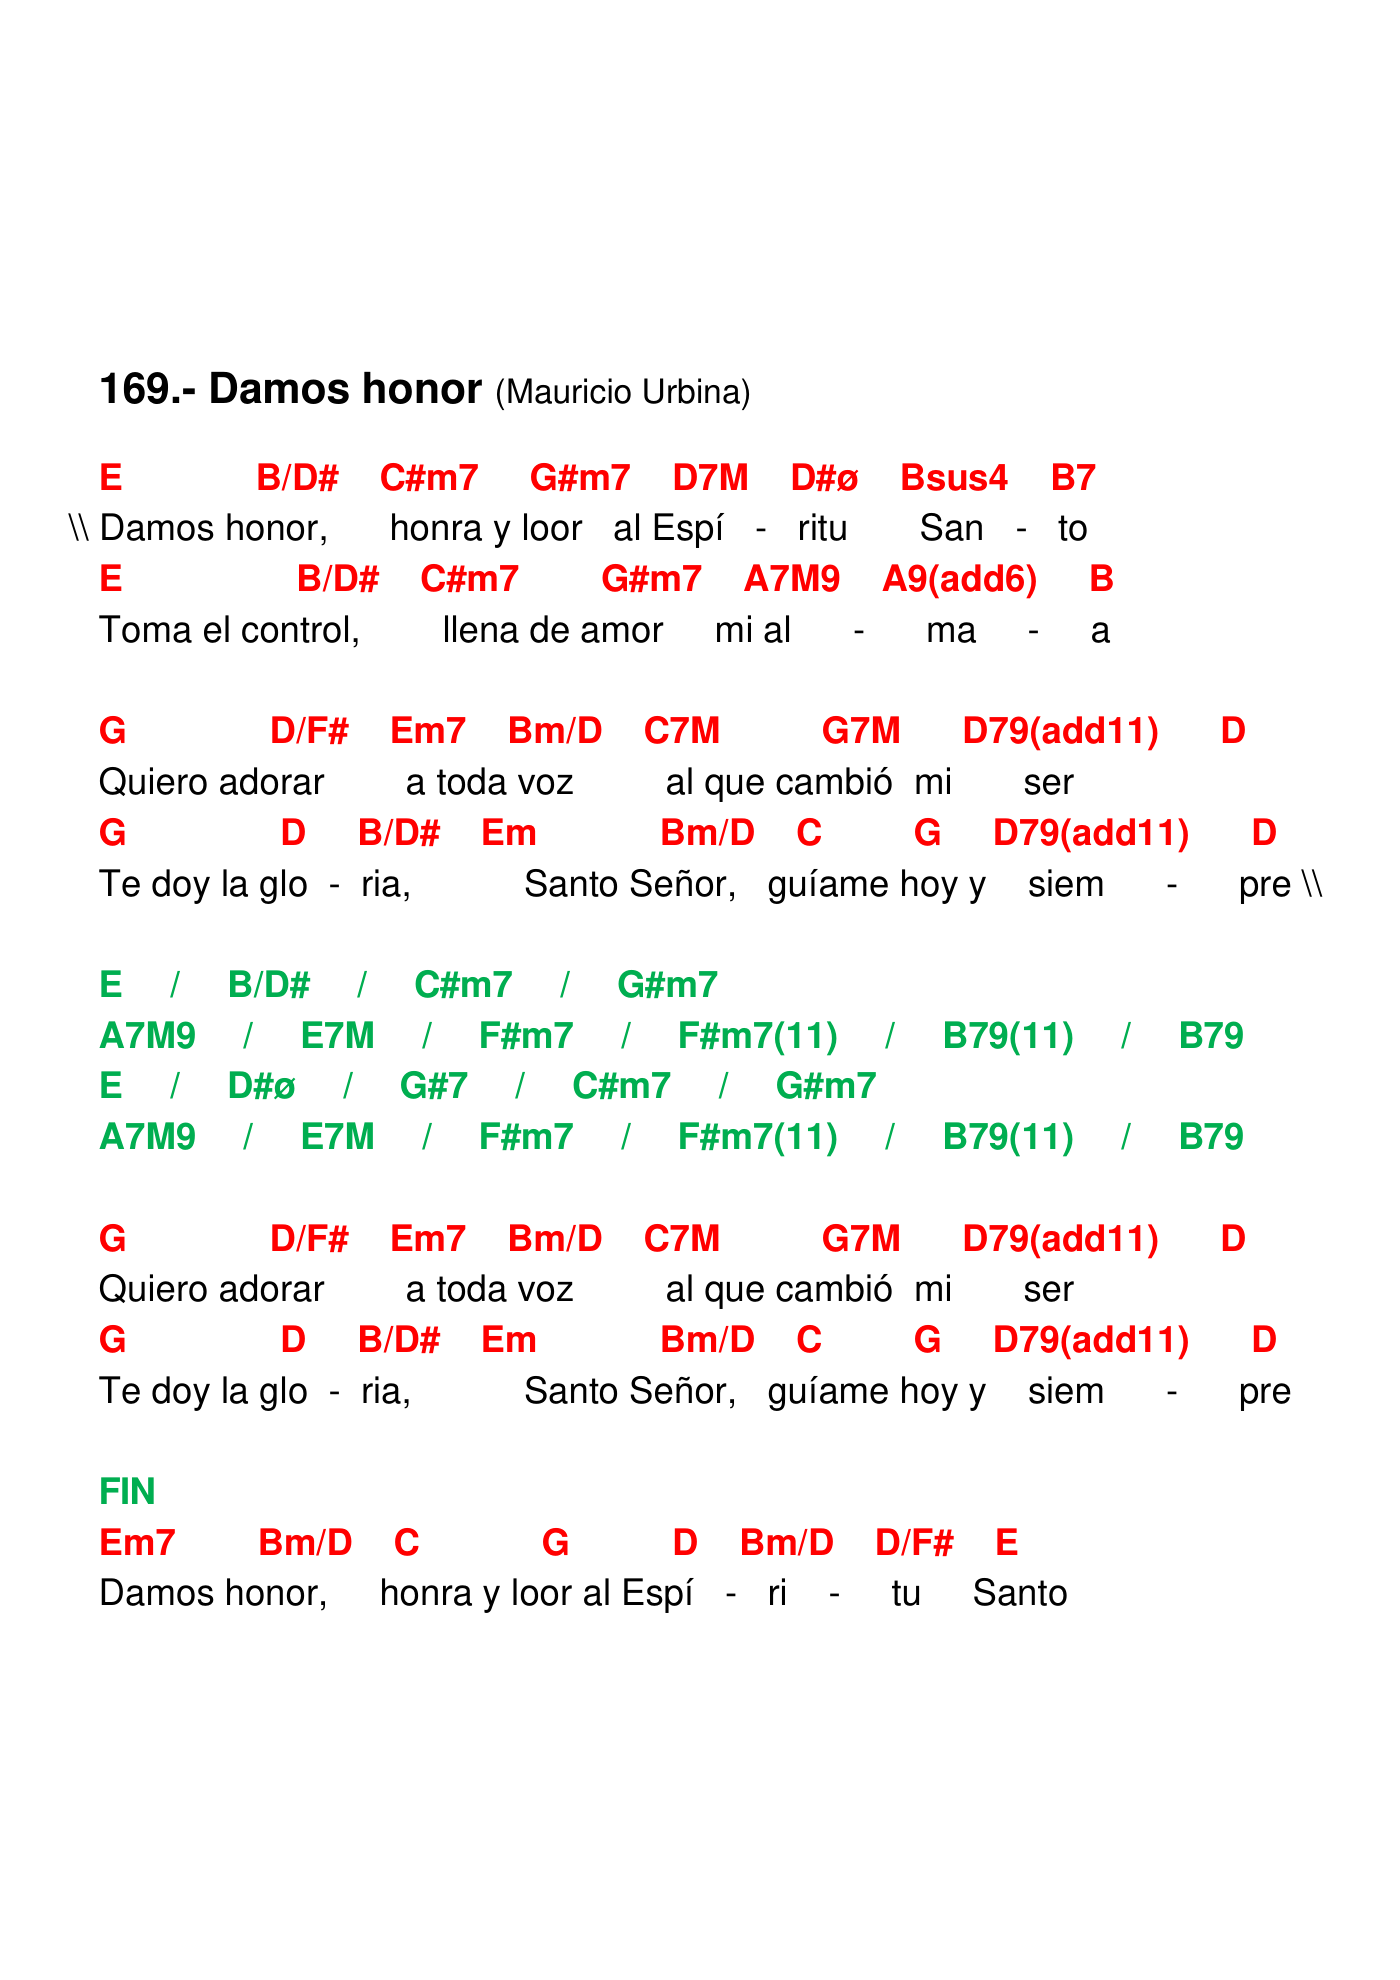 169.- Damos honor (Mauricio Urbina)
E B/D# C#m7 G#m7 D7M D#ø Bsus4 B7
\\ Damos honor, honra y loor al Espí - ritu San - to
E B/D# C#m7 G#m7 A7M9 A9(add6) B
Toma el control, llena de amor mi al - ma - a
G D/F# Em7 Bm/D C7M G7M D79(add11) D
Quiero adorar a toda voz al que cambió mi ser
G D B/D# Em Bm/D C G D79(add11) D
Te doy la glo - ria, Santo Señor, guíame hoy y siem - pre \\
E / B/D# / C#m7 / G#m7
A7M9 / E7M / F#m7 / F#m7(11) / B79(11) / B79
E / D#ø / G#7 / C#m7 / G#m7
A7M9 / E7M / F#m7 / F#m7(11) / B79(11) / B79
G D/F# Em7 Bm/D C7M G7M D79(add11) D
Quiero adorar a toda voz al que cambió mi ser
G D B/D# Em Bm/D C G D79(add11) D
Te doy la glo - ria, Santo Señor, guíame hoy y siem - pre
FIN
Em7 Bm/D C G D Bm/D D/F# E
Damos honor, honra y loor al Espí - ri - tu Santo